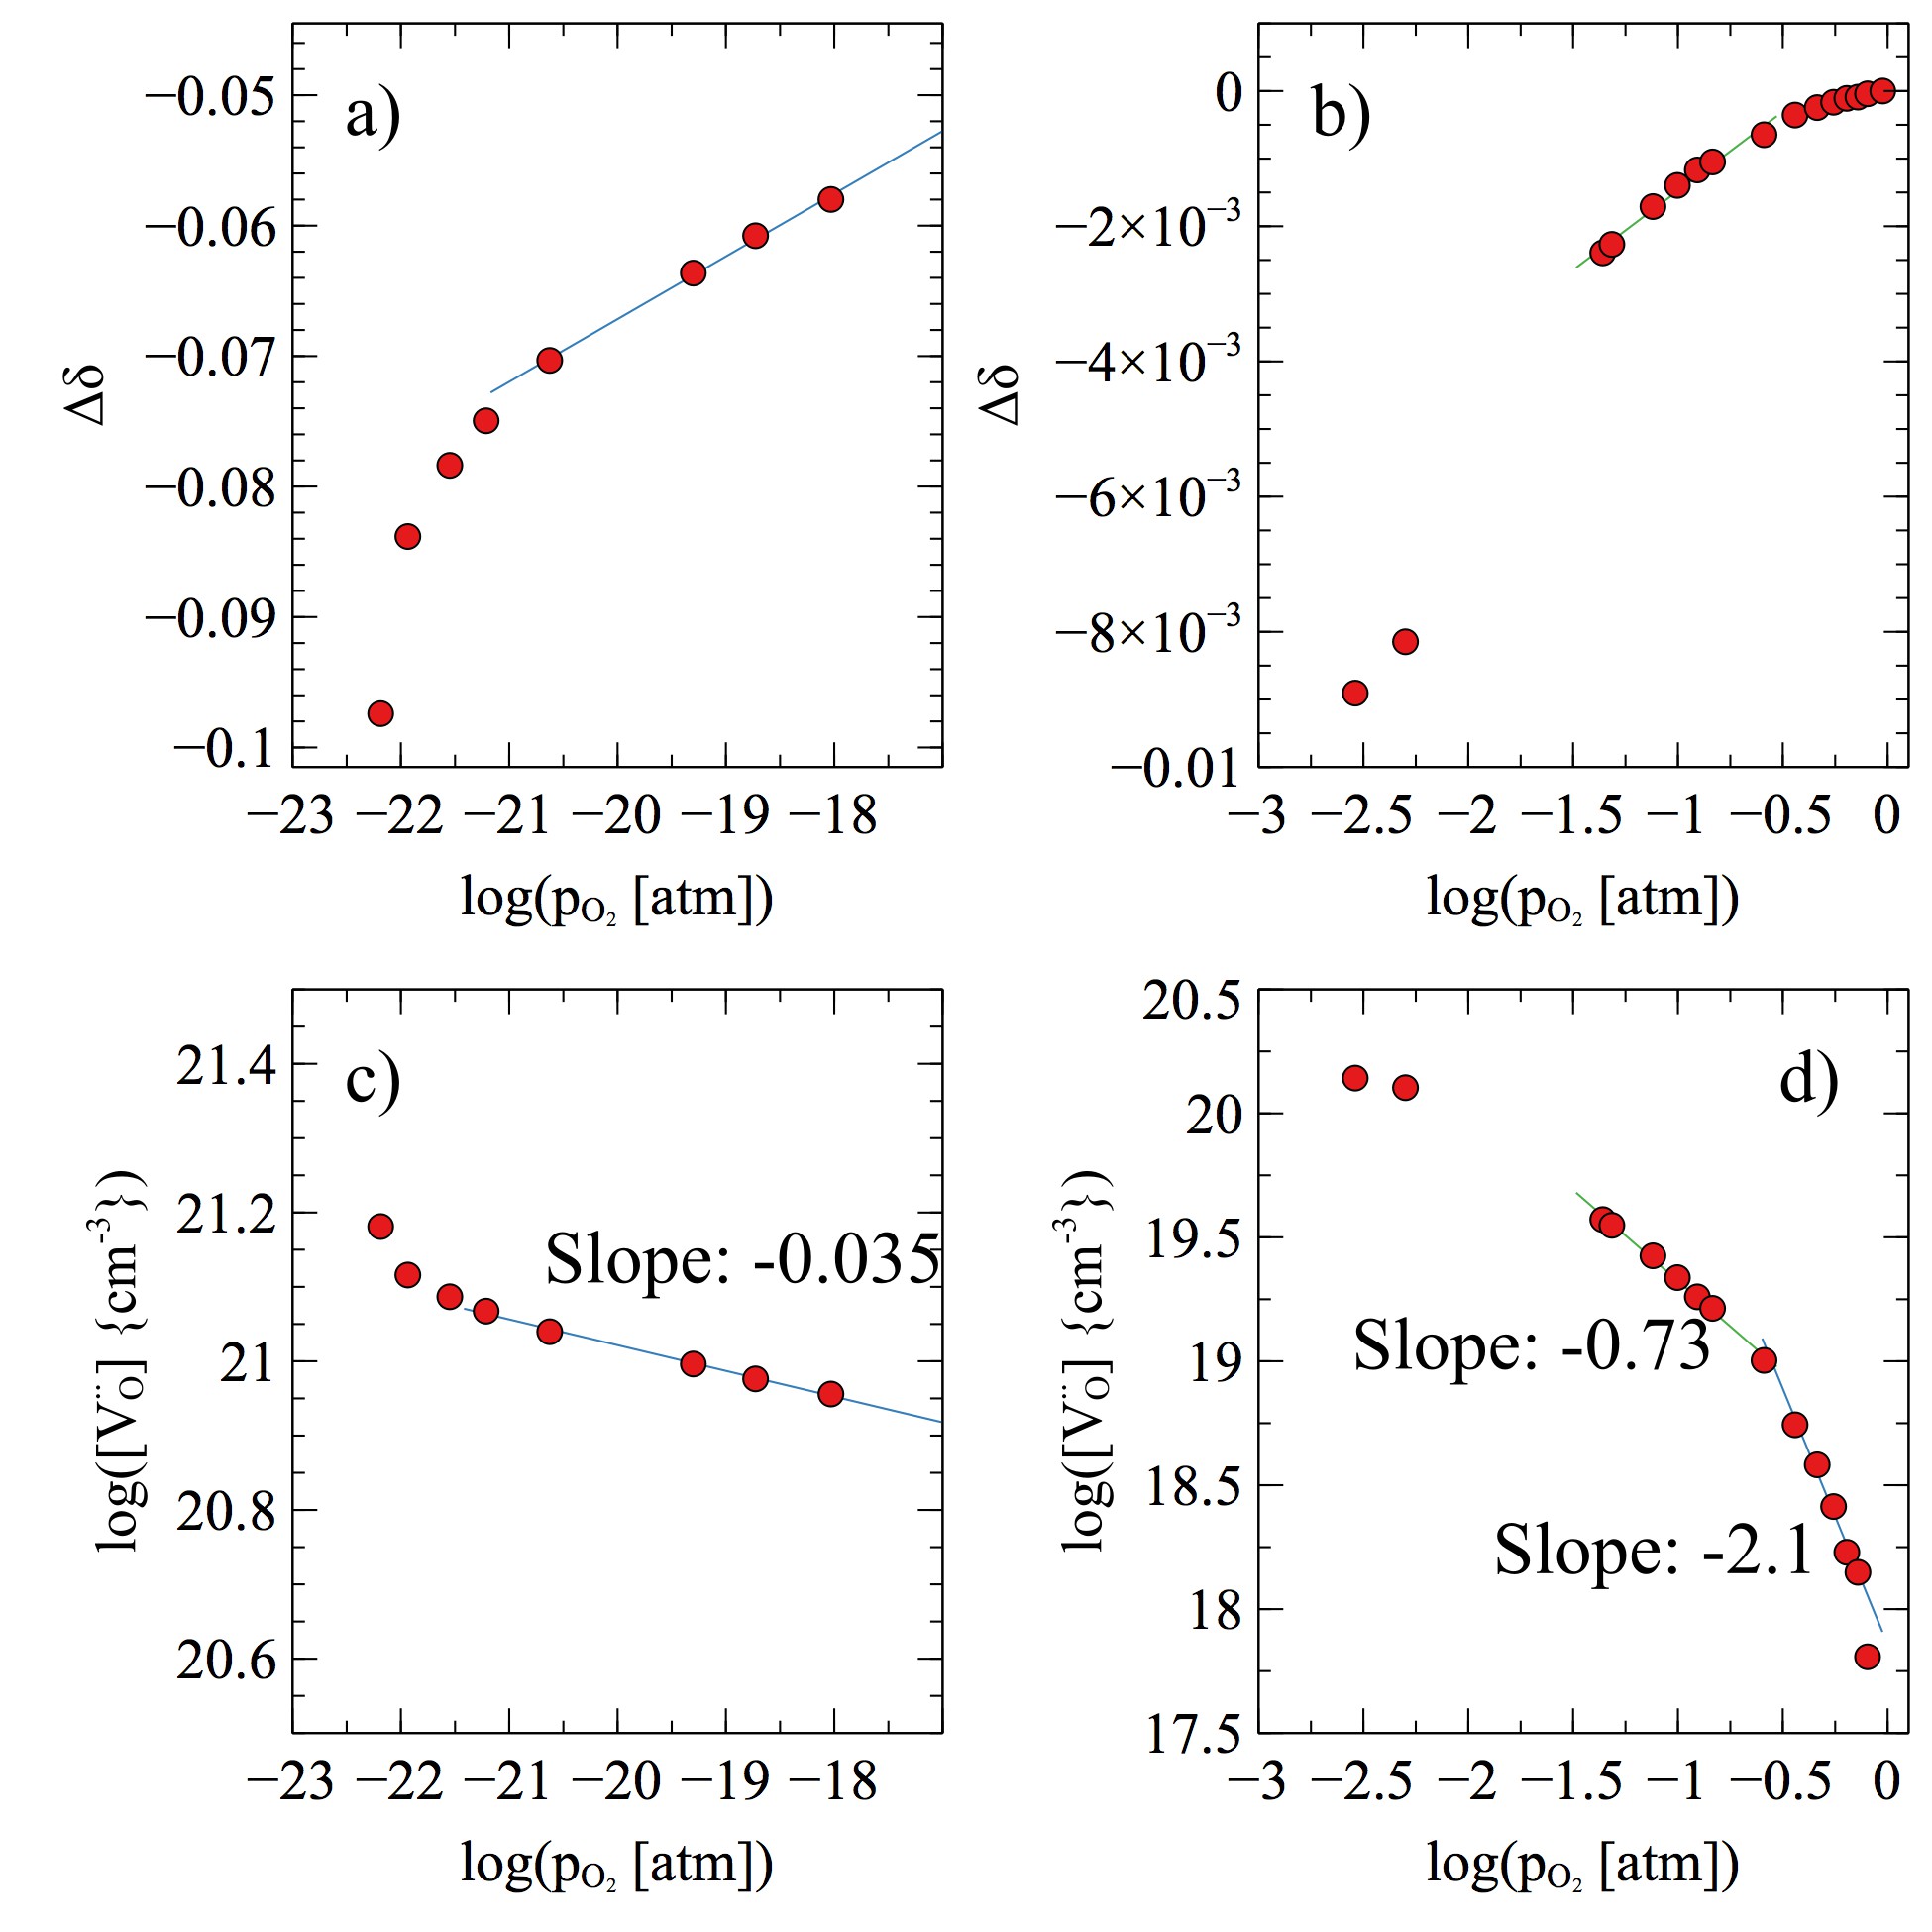 a)
−0.05
−0.06
−0.07
−0.08
−0.09
−0.1
Δδ
−23 −22 −21 −20 −19 −18
log(p_O₂ [atm])
b)
0
−2×10⁻³
−4×10⁻³
−6×10⁻³
−8×10⁻³
−0.01
Δδ
−3 −2.5 −2 −1.5 −1 −0.5 0
log(p_O₂ [atm])
c)
21.4
21.2
21
20.8
20.6
log([V̈o] {cm⁻³})
Slope: -0.035
−23 −22 −21 −20 −19 −18
log(p_O₂ [atm])
d)
20.5
20
19.5
19
18.5
18
17.5
log([V̈o] {cm⁻³})
Slope: -0.73
Slope: -2.1
−3 −2.5 −2 −1.5 −1 −0.5 0
log(p_O₂ [atm])